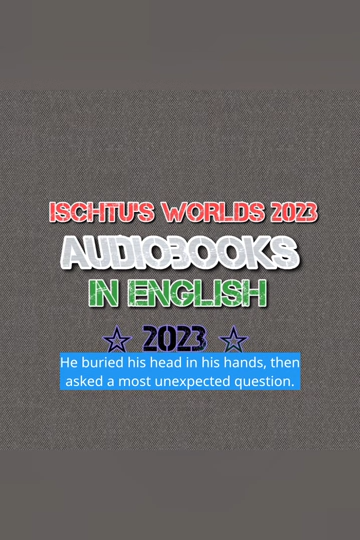 ISCHTU'S WORLDS 2023
AUDIOBOOKS
IN ENGLISH
☆ 2023 ☆
He buried his head in his hands, then
asked a most unexpected question.